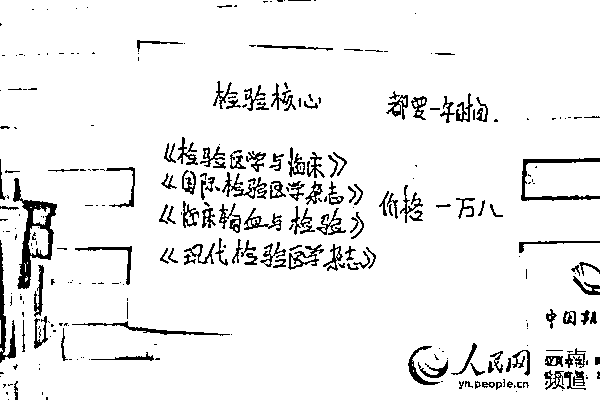 检验核心 都要一年时间.
《检验医学与临床》
《国际检验医学杂志》
《临床输血与检验》 价格 一万八
《现代检验医学杂志》
中国
人民网 云南
yn.people.cn 频道